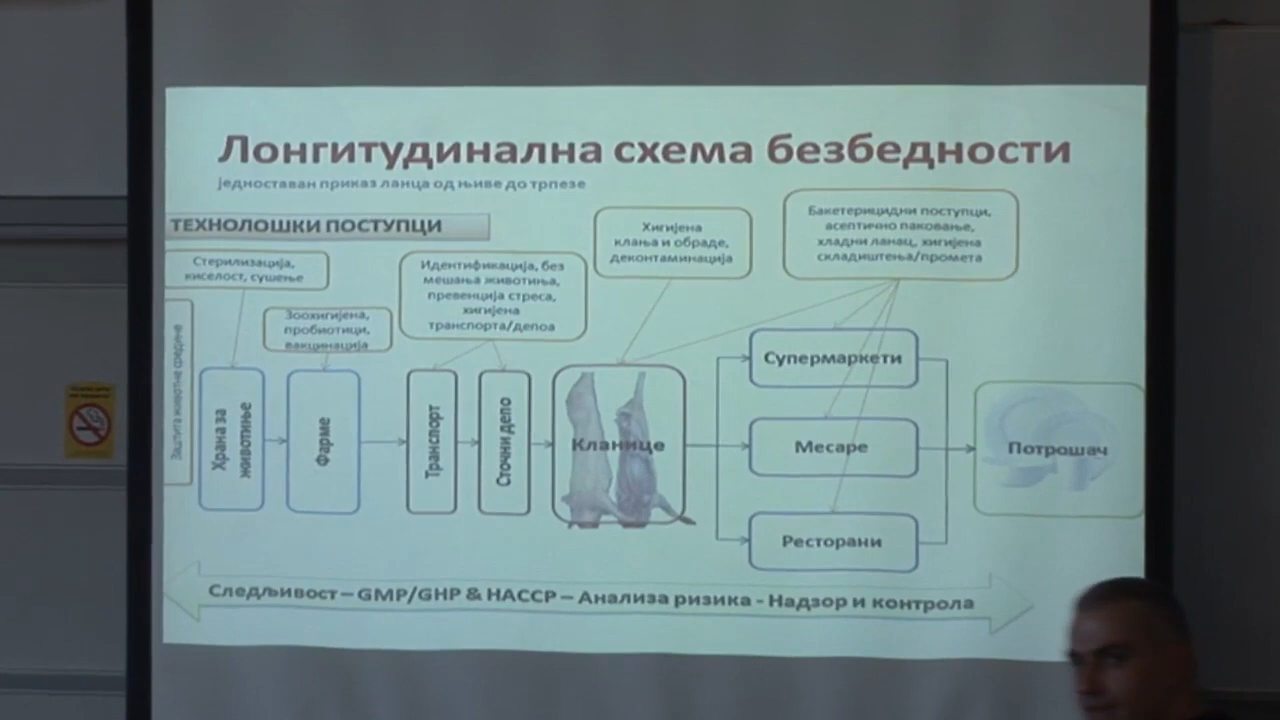 Лонгитудинална схема безбедности
једноставан приказ ланца од њиве до трпезе
ТЕХНОЛОШКИ ПОСТУПЦИ
Стерилизација,
киселост, сушење
Зоохигијена,
пробиотици,
вакцинација
Идентификација, без
мешања животиња,
превенција стреса,
хигијена
транспорта/депоа
Хигијена
клања и обраде,
деконтаминација
Бакетерицидни поступци,
асептично паковање,
хладни ланац, хигијена
складиштења/промета
Заштита животне средине
Храна за
животиње
Фарме
Транспорт
Сточни депо
Кланице
Супермаркети
Месаре
Ресторани
Потрошач
Следљивост – GMP/GHP & HACCP – Анализа ризика - Надзор и контрола